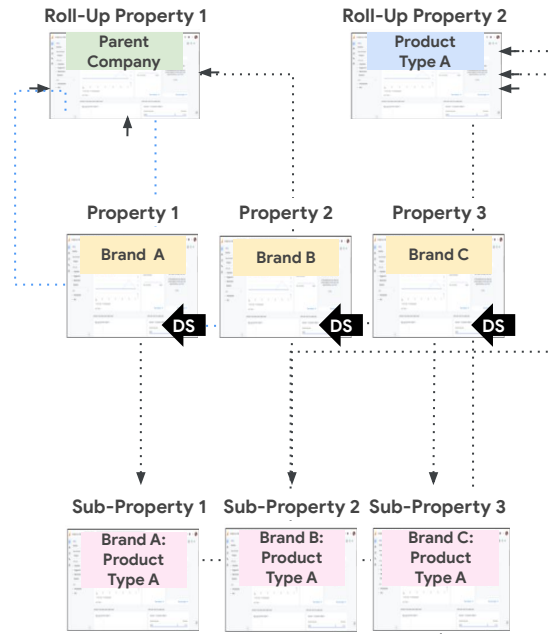 Roll-Up Property 1
Roll-Up Property 2
Parent
Company
Product
Type A
Property 1
Property 2
Property 3
Brand A
Brand B
Brand C
DS
DS
DS
Sub-Property 1
Sub-Property 2
Sub-Property 3
Brand A:
Product
Type A
Brand B:
Product
Type A
Brand C:
Product
Type A